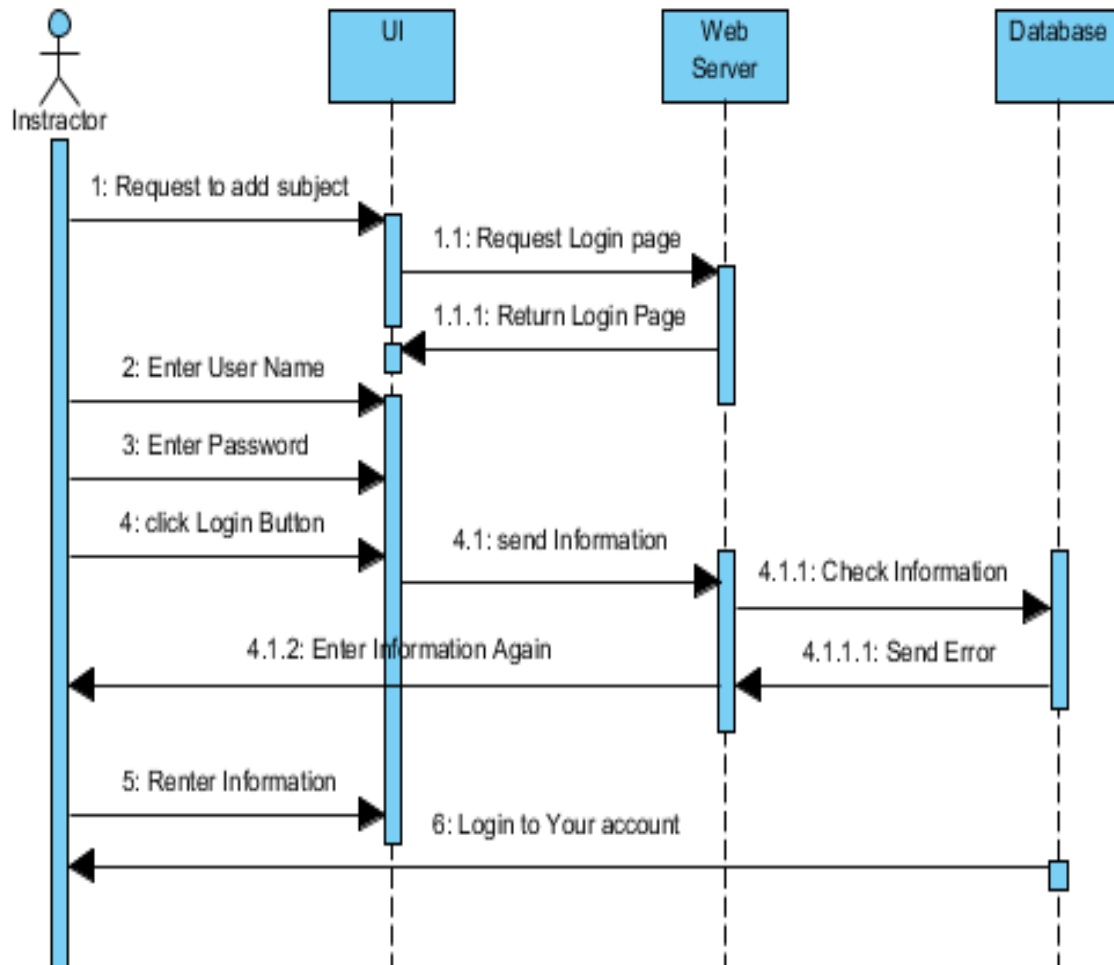 UI
Web
Server
Database
Instractor
1: Request to add subject
1.1: Request Login page
1.1.1: Return Login Page
2: Enter User Name
3: Enter Password
4: click Login Button
4.1: send Information
4.1.1: Check Information
4.1.2: Enter Information Again
4.1.1.1: Send Error
5: Renter Information
6: Login to Your account